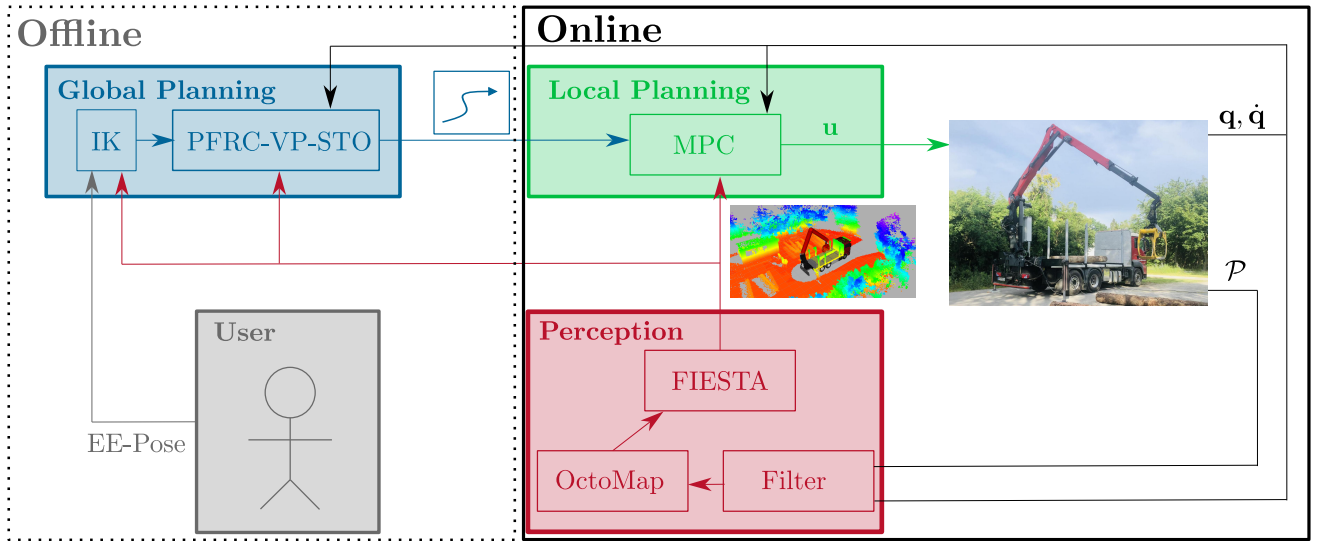 Offline
Online
Global Planning
IK
PFRC-VP-STO
Local Planning
MPC
u
q, q̇
𝒫
User
EE-Pose
Perception
FIESTA
OctoMap
Filter